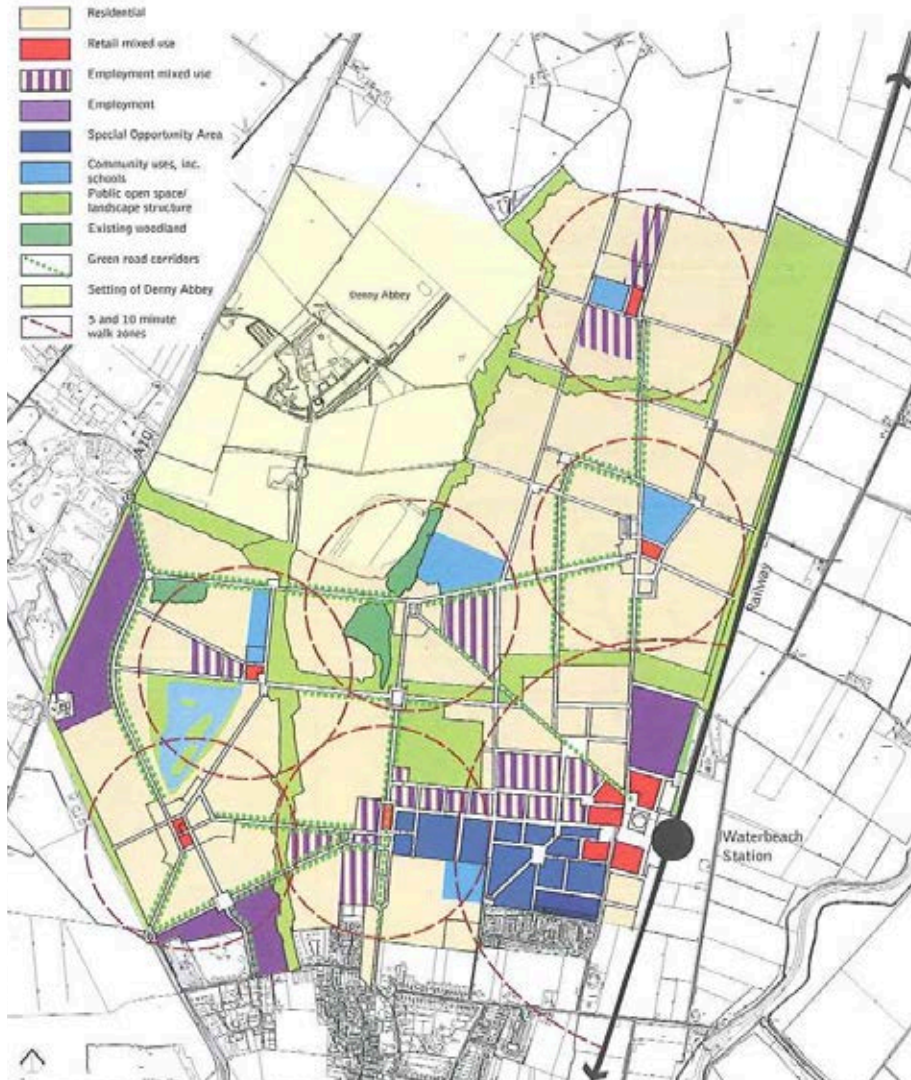 Residential
Retail mixed use
Employment mixed use
Employment
Special Opportunity Area
Community uses, inc.
schools
Public open space/
landscape structure
Existing woodland
Green road corridors
Setting of Denny Abbey
5 and 10 minute
walk zones
Denny Abbey
A10
Railway
Waterbeach
Station